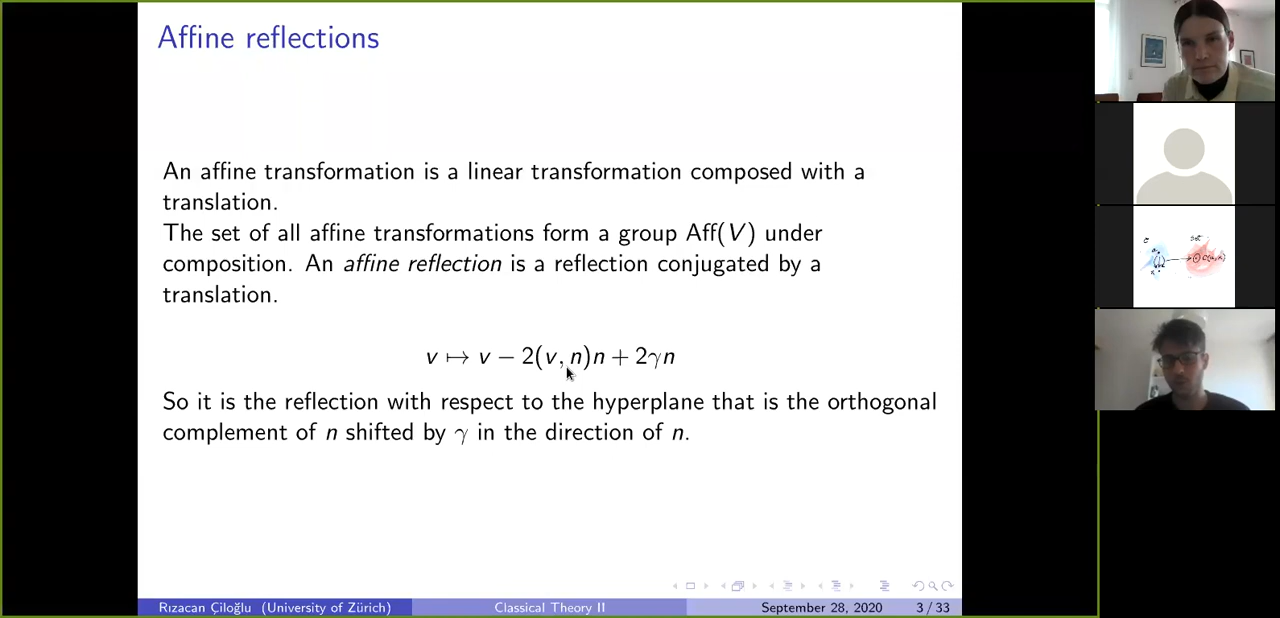 Affine reflections
An affine transformation is a linear transformation composed with a
translation.
The set of all affine transformations form a group Aff(V) under
composition. An affine reflection is a reflection conjugated by a
translation.
v ↦ v − 2(v, n)n + 2γn
So it is the reflection with respect to the hyperplane that is the orthogonal
complement of n shifted by γ in the direction of n.
Rızacan Çiloğlu (University of Zürich)
Classical Theory II
September 28, 2020
3 / 33